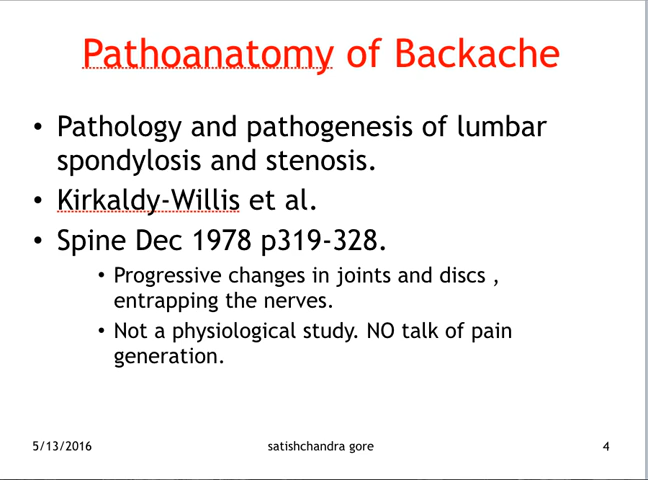 Pathoanatomy of Backache
• Pathology and pathogenesis of lumbar
spondylosis and stenosis.
• Kirkaldy-Willis et al.
• Spine Dec 1978 p319-328.
• Progressive changes in joints and discs ,
entrapping the nerves.
• Not a physiological study. NO talk of pain
generation.
5/13/2016 satishchandra gore 4